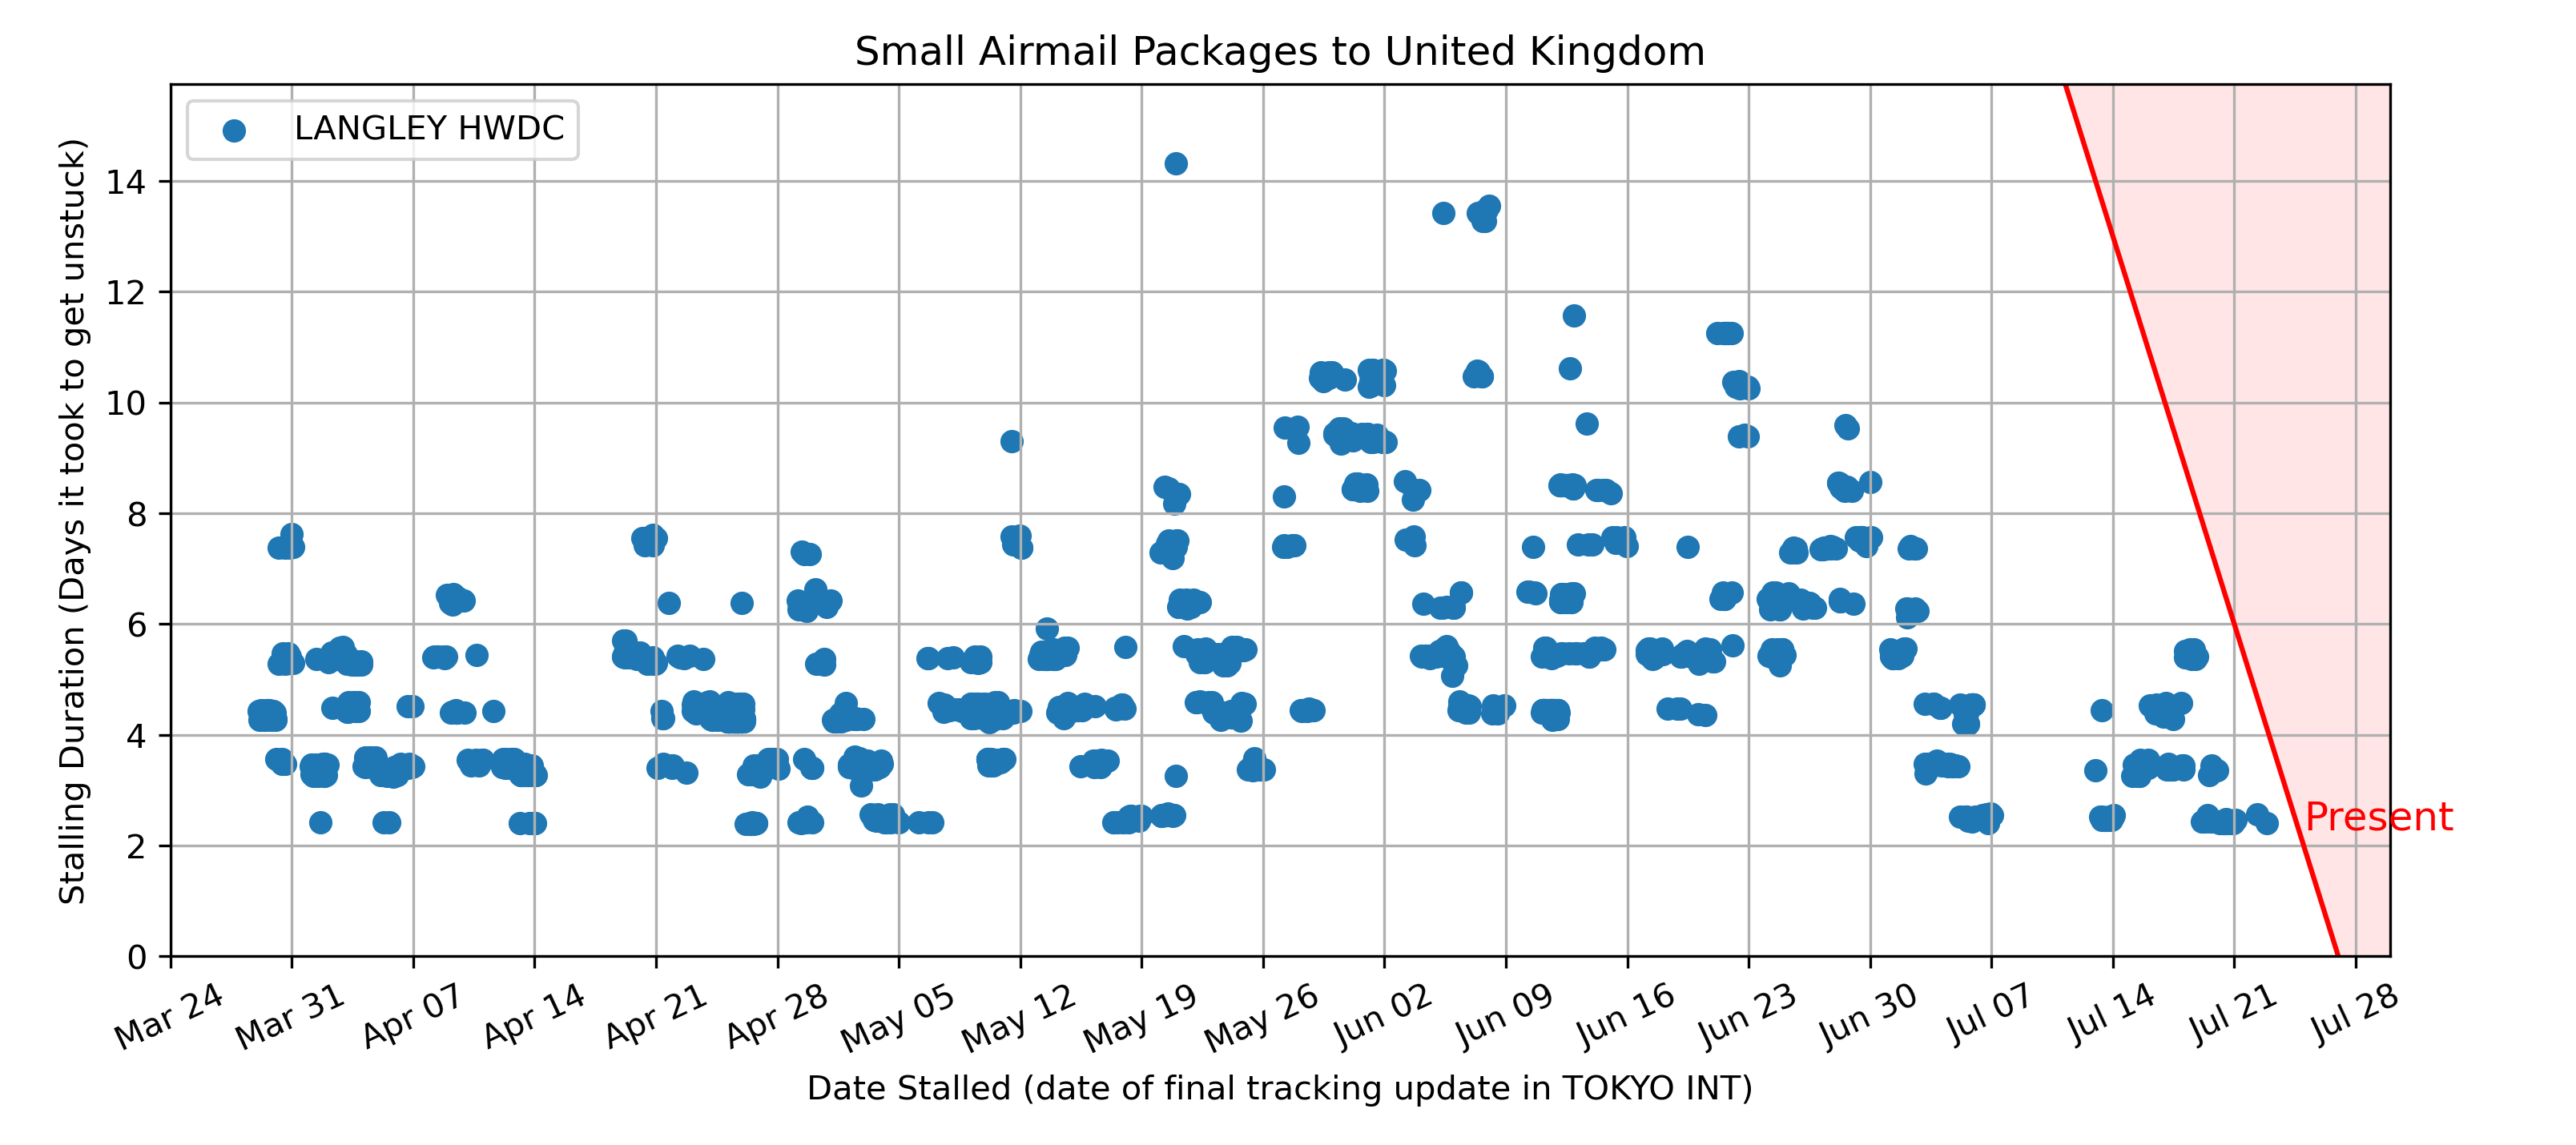 Small Airmail Packages to United Kingdom
LANGLEY HWDC
Stalling Duration (Days it took to get unstuck)
14
12
10
8
6
4
2
0
Present
Mar 24
Mar 31
Apr 07
Apr 14
Apr 21
Apr 28
May 05
May 12
May 19
May 26
Jun 02
Jun 09
Jun 16
Jun 23
Jun 30
Jul 07
Jul 14
Jul 21
Jul 28
Date Stalled (date of final tracking update in TOKYO INT)